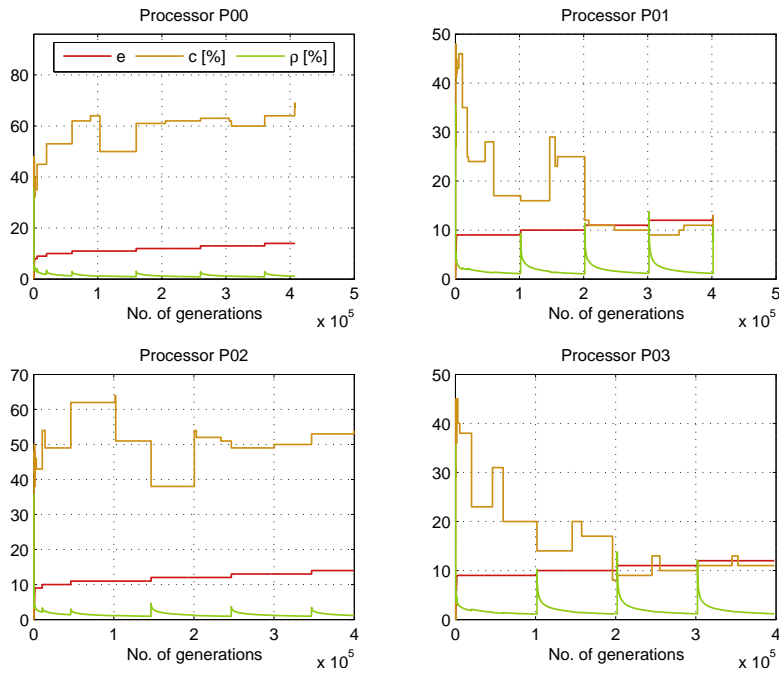 Processor P00
Processor P01
e c [%] ρ [%]
80
60
40
20
0
0 1 2 3 4 5
No. of generations
x 10^5
50
40
30
20
10
0
0 1 2 3 4 5
No. of generations
x 10^5
Processor P02
Processor P03
70
60
50
40
30
20
10
0
0 1 2 3 4
No. of generations
x 10^5
50
40
30
20
10
0
0 1 2 3 4
No. of generations
x 10^5